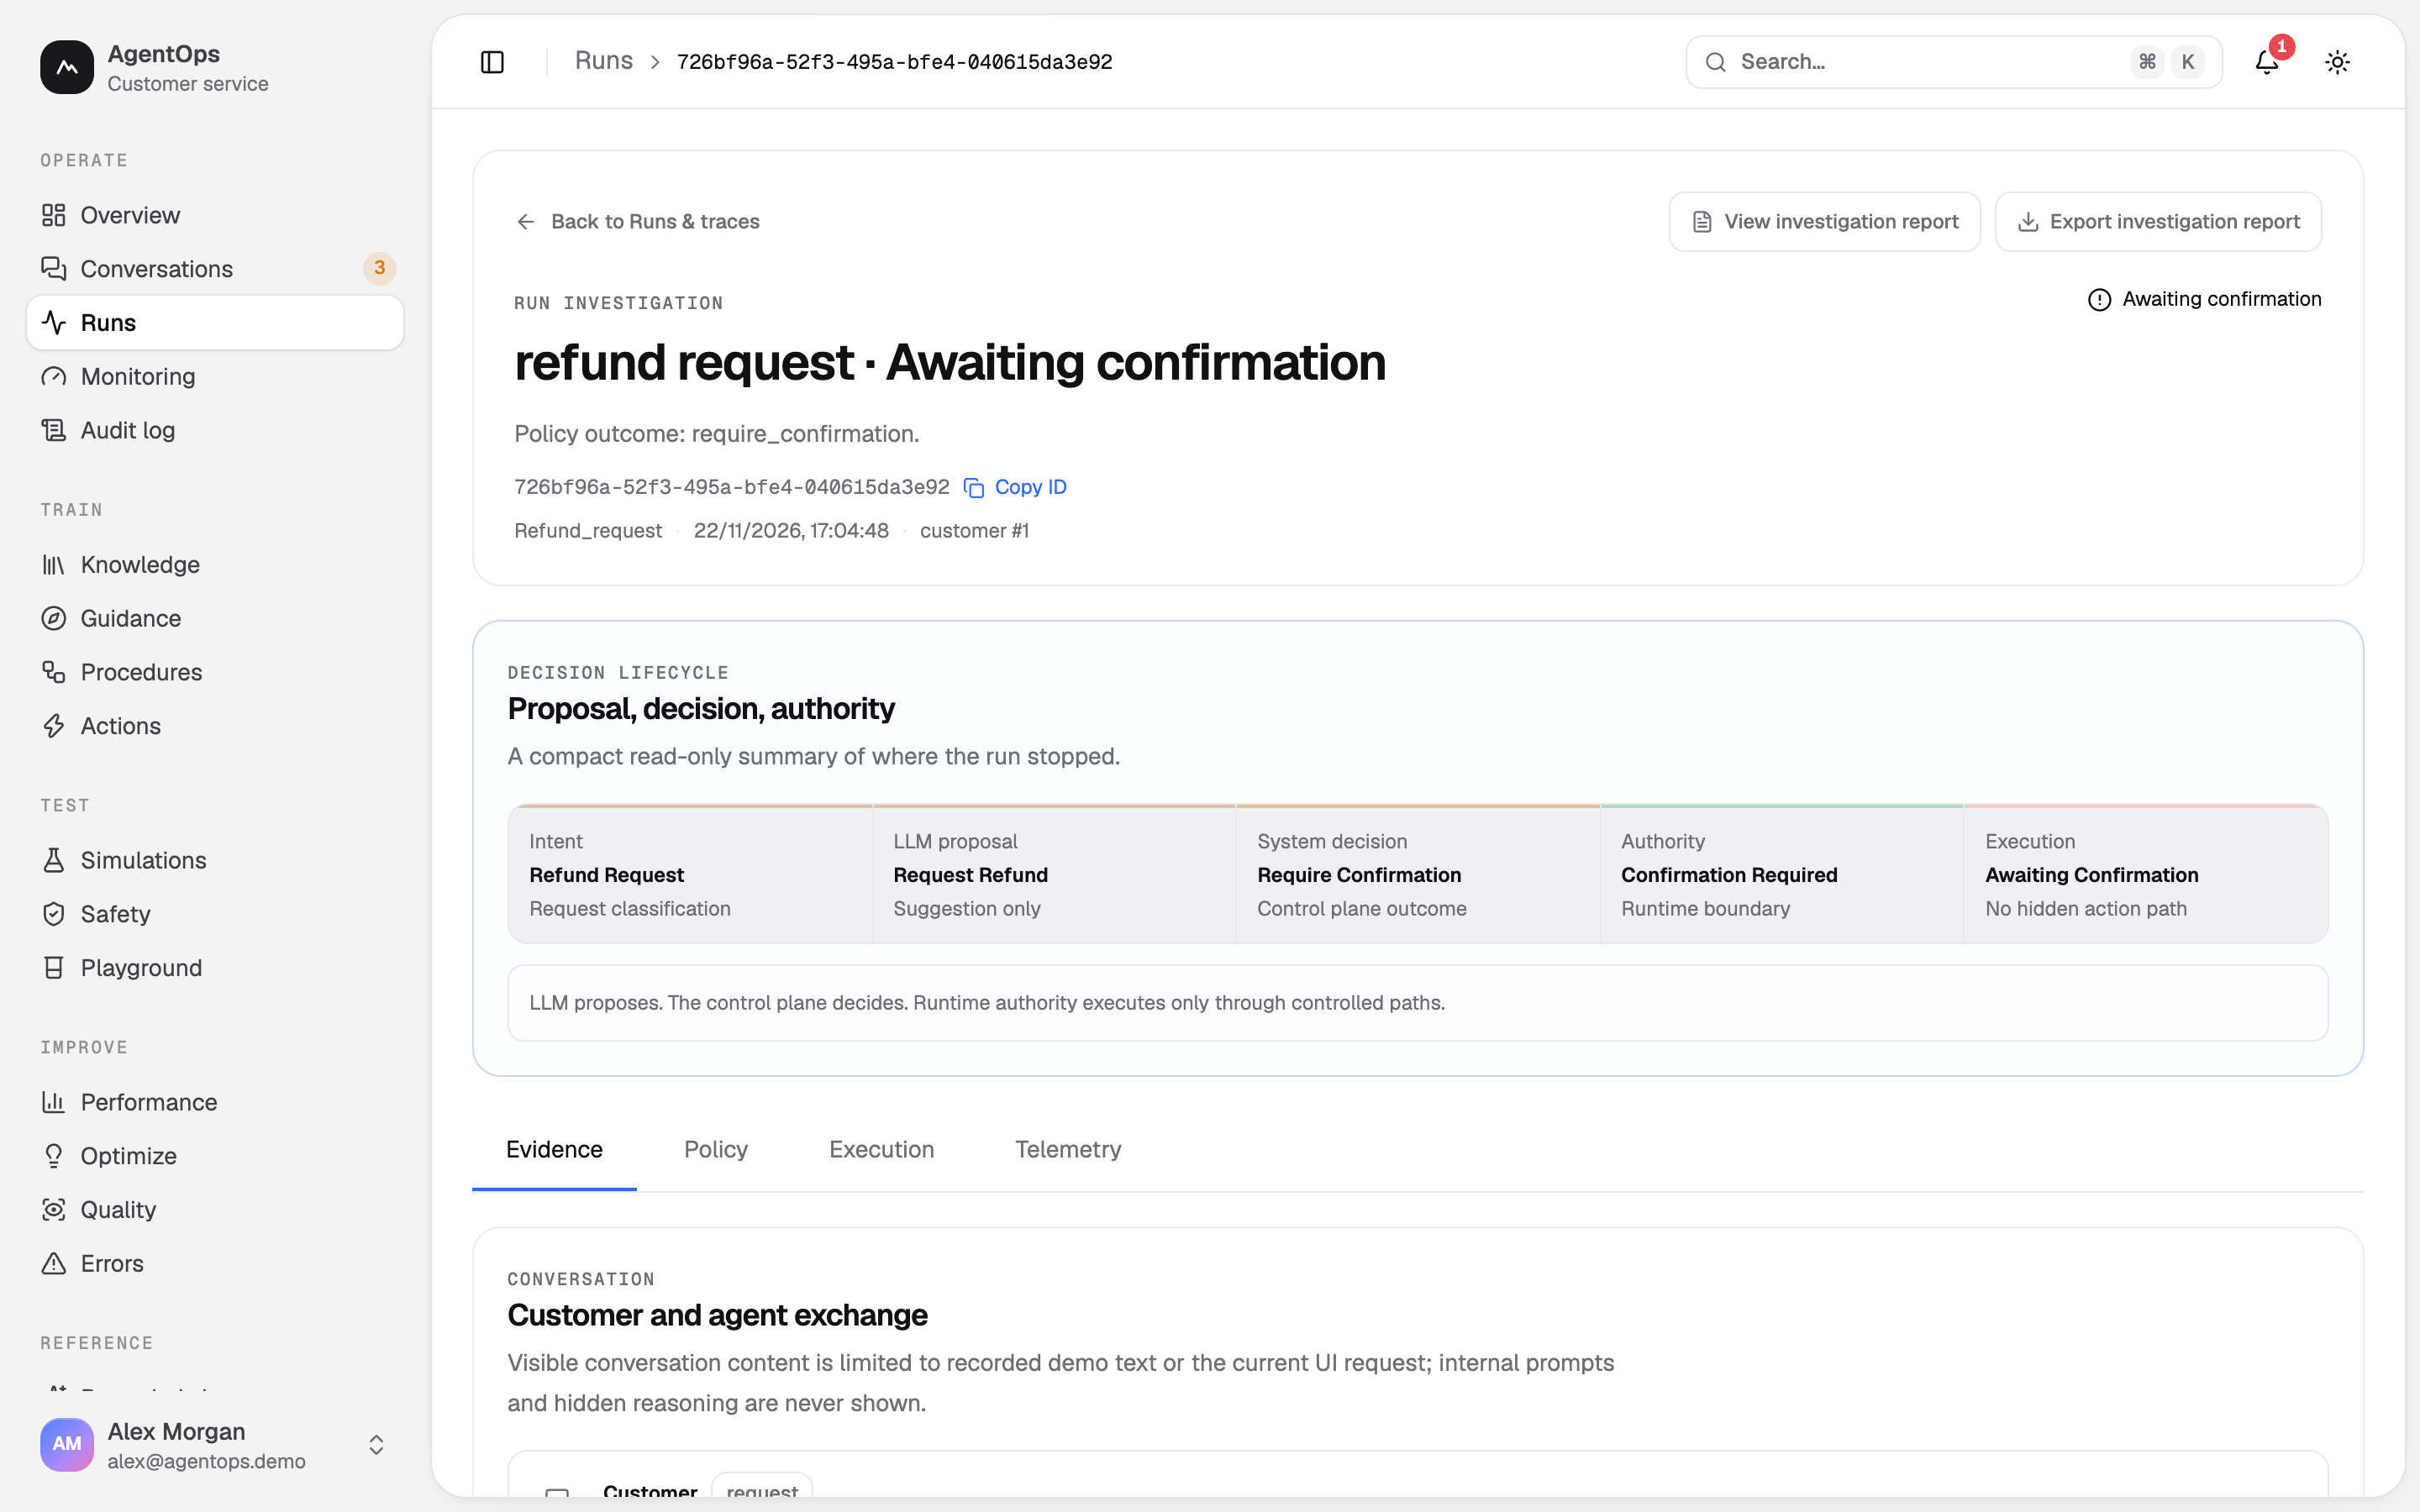 AgentOps
Customer service
OPERATE
Overview
Conversations 3
Runs
Monitoring
Audit log
TRAIN
Knowledge
Guidance
Procedures
Actions
TEST
Simulations
Safety
Playground
IMPROVE
Performance
Optimize
Quality
Errors
REFERENCE
AM
Alex Morgan
alex@agentops.demo
Runs > 726bf96a-52f3-495a-bfe4-040615da3e92
Search... ⌘ K
1
Back to Runs & traces
View investigation report
Export investigation report
RUN INVESTIGATION
Awaiting confirmation
refund request · Awaiting confirmation
Policy outcome: require_confirmation.
726bf96a-52f3-495a-bfe4-040615da3e92 Copy ID
Refund_request · 22/11/2026, 17:04:48 · customer #1
DECISION LIFECYCLE
Proposal, decision, authority
A compact read-only summary of where the run stopped.
Intent
Refund Request
Request classification
LLM proposal
Request Refund
Suggestion only
System decision
Require Confirmation
Control plane outcome
Authority
Confirmation Required
Runtime boundary
Execution
Awaiting Confirmation
No hidden action path
LLM proposes. The control plane decides. Runtime authority executes only through controlled paths.
Evidence
Policy
Execution
Telemetry
CONVERSATION
Customer and agent exchange
Visible conversation content is limited to recorded demo text or the current UI request; internal prompts
and hidden reasoning are never shown.
Customer request